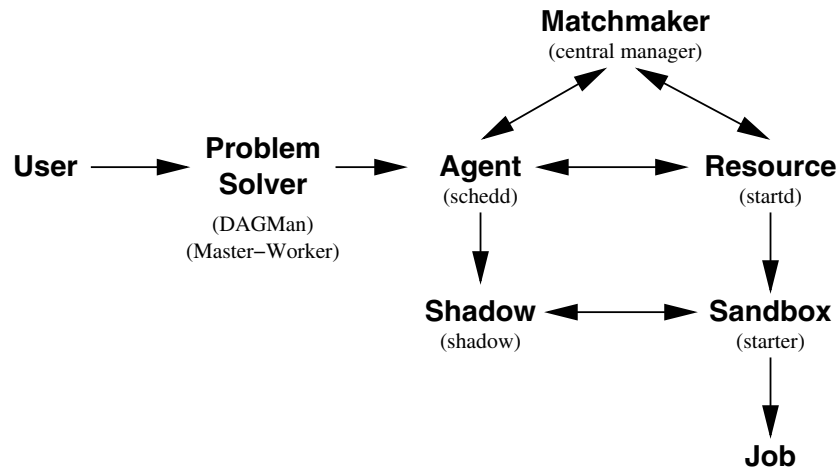 Matchmaker
(central manager)
User
Problem
Solver
(DAGMan)
(Master−Worker)
Agent
(schedd)
Resource
(startd)
Shadow
(shadow)
Sandbox
(starter)
Job